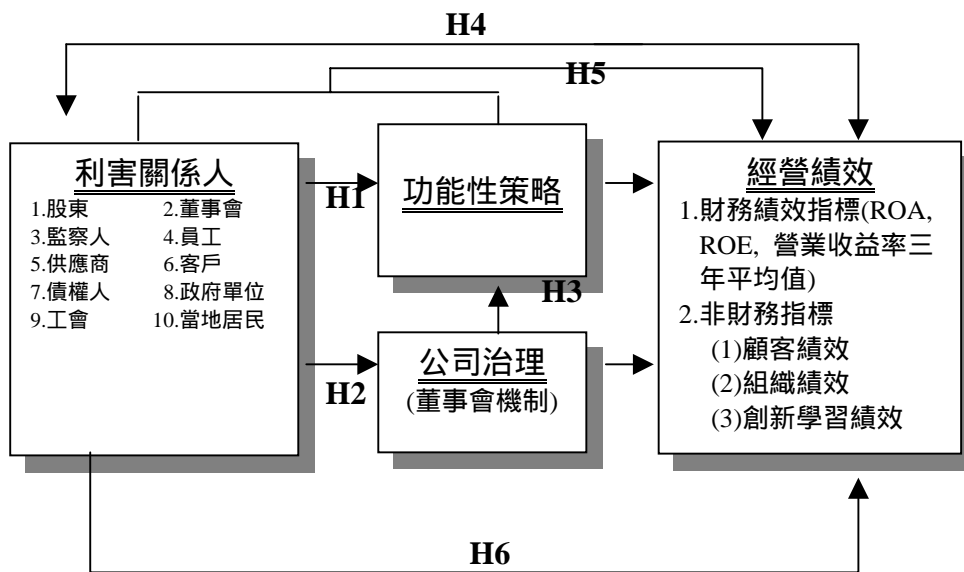 H4
H5
利害關係人
1.股東 2.董事會
3.監察人 4.員工
5.供應商 6.客戶
7.債權人 8.政府單位
9.工會 10.當地居民
H1
功能性策略
H3
H2
公司治理
(董事會機制)
經營績效
1.財務績效指標(ROA,
ROE, 營業收益率三
年平均值)
2.非財務指標
(1)顧客績效
(2)組織績效
(3)創新學習績效
H6